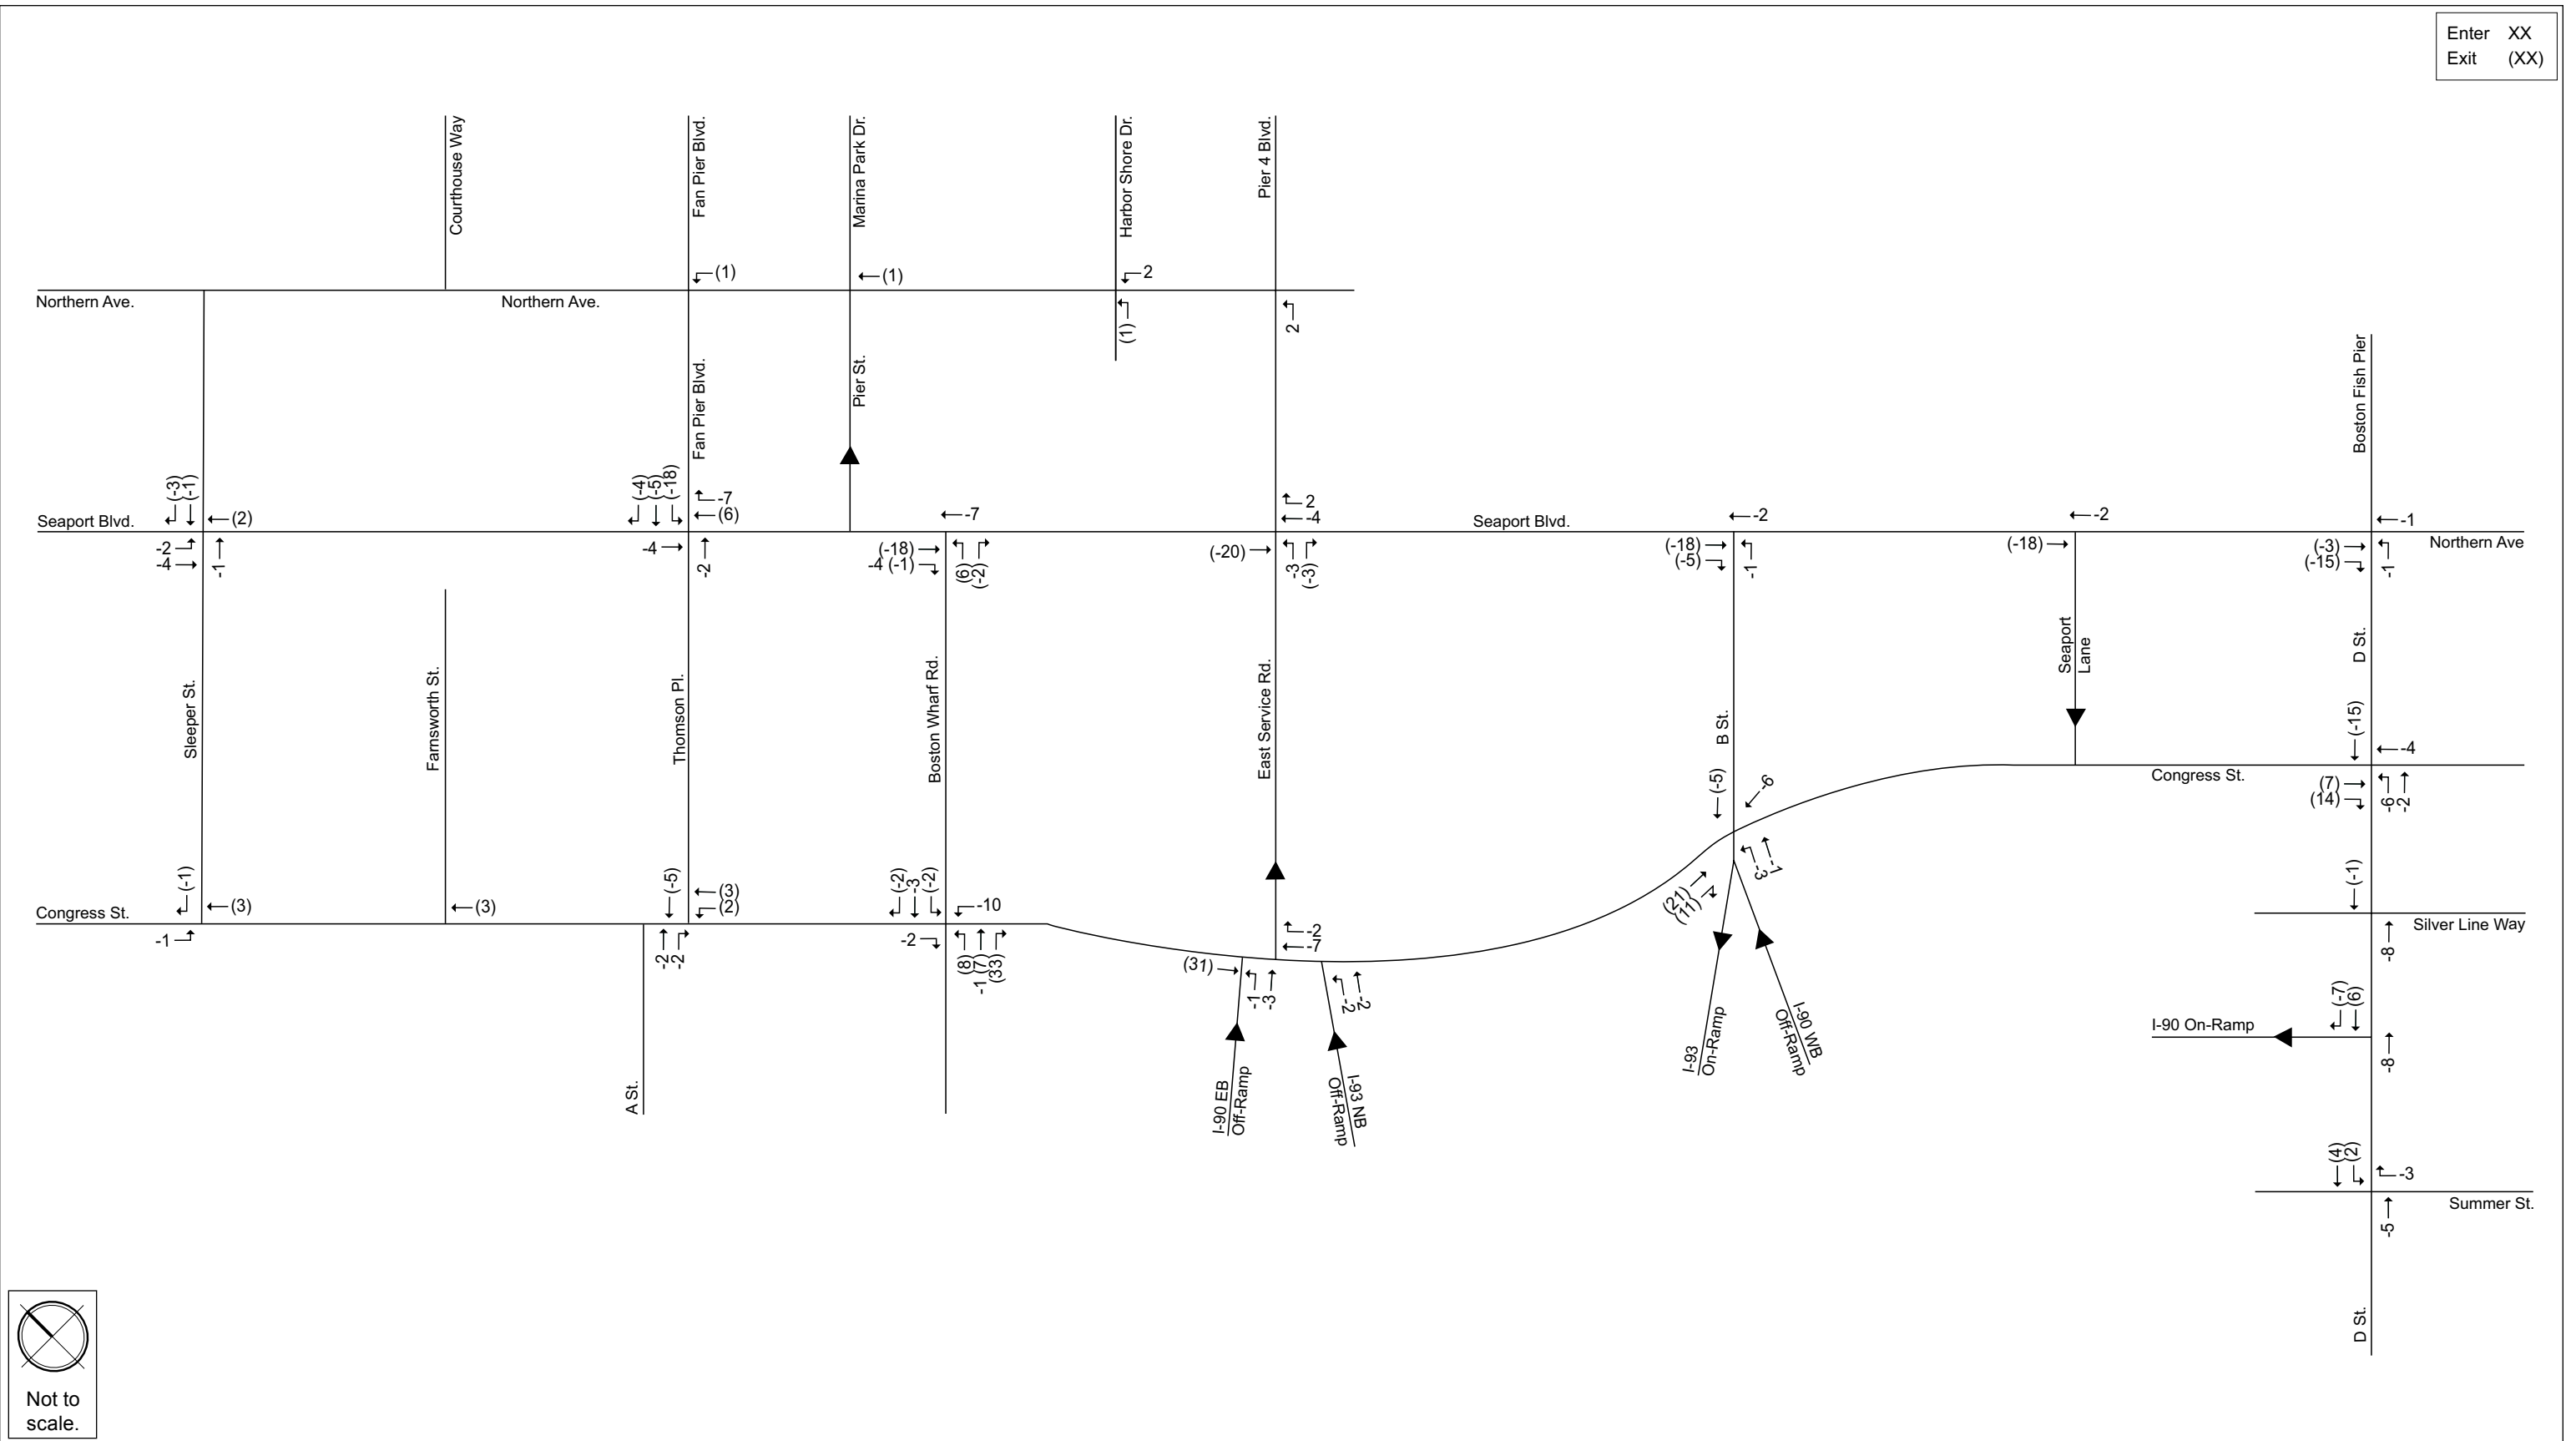 Enter XX
Exit (XX)
Courthouse Way
Fan Pier Blvd.
Marina Park Dr.
Harbor Shore Dr.
Pier 4 Blvd.
(1)
(1)
2
Northern Ave.
Northern Ave.
(1)
2
Fan Pier Blvd.
Pier St.
Boston Fish Pier
(-3)
(-1)
(2)
(-4)
(-5)
(-18)
-7
(6)
-7
2
-4
-2
-2
-1
Seaport Blvd.
Seaport Blvd.
Northern Ave
-2
-4
-1
-4
-2
(-18)
-4 (-1)
(6)
(-2)
(-20)
-3
(-3)
(-18)
(-5)
-1
(-18)
(-3)
(-15)
-1
Sleeper St.
Farnsworth St.
Thomson Pl.
Boston Wharf Rd.
East Service Rd.
B St.
Seaport
Lane
D St.
(-15)
-4
Congress St.
(7)
(14)
-6
-2
(-5)
-6
(21)
(11)
-3
-1
(-1)
(3)
(3)
(-5)
(3)
(2)
(-2)
-3
(-2)
-10
Congress St.
-1
-2
-2
-2
(8)
-1 (7)
(33)
-2
-7
(31)
-1
-3
-2
-2
(-1)
Silver Line Way
-8
(-7)
(6)
I-90 On-Ramp
-8
A St.
I-90 EB
Off-Ramp
I-93 NB
Off-Ramp
I-93
On-Ramp
I-90 WB
Off-Ramp
(4)
(2)
-3
Summer St.
-5
D St.
Not to
scale.